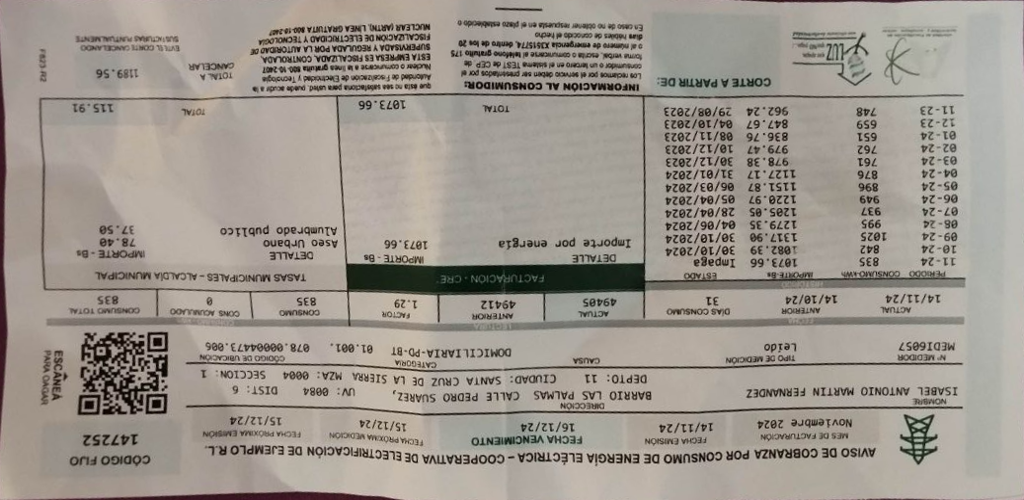 AVISO DE COBRANZA POR CONSUMO DE ENERGÍA ELÉCTRICA – COOPERATIVA DE ELECTRIFICACIÓN DE EJEMPLO R.L.
MES DE FACTURACIÓN FECHA EMISIÓN FECHA VENCIMIENTO FECHA PRÓXIMA MEDICIÓN FECHA PRÓXIMA EMISIÓN
Noviembre 2024 14/11/24 16/12/24 15/12/24 15/12/24
CÓDIGO FIJO
147252
NOMBRE DIRECCIÓN
ISABEL ANTONIO MARTIN FERNANDEZ BARRIO LAS PALMAS CALLE PEDRO SUAREZ, UV: 0084 DIST: 6
DEPTO: 11 CIUDAD: SANTA CRUZ DE LA SIERRA MZA: 0004 SECCION: 1
Nº MEDIDOR TIPO DE MEDICIÓN CAUSA CATEGORÍA CÓDIGO DE UBICACIÓN
MEDI6057 Leído DOMICILIARIA-PD-BT 01.001. 078.00004473.006
ESCANEA
PARA PAGAR
FECHA LECTURA CONSUMO
ACTUAL ANTERIOR DÍAS CONSUMO ACTUAL ANTERIOR FACTOR CONSUMO CONS ACUMULADO CONSUMO TOTAL
14/11/24 14/10/24 31 49405 49412 1.29 835 0 835
HISTÓRICO
PERIODO CONSUMO-kWh IMPORTE-Bs ESTADO
11-24 835 1073.66 Impaga
10-24 842 1082.39 30/10/2024
09-24 1025 1317.90 30/10/2024
08-24 995 1279.35 04/06/2024
07-24 937 1205.05 28/04/2024
06-24 949 1220.97 05/04/2024
05-24 896 1151.87 06/03/2024
04-24 876 1127.17 31/01/2024
03-24 761 978.38 30/12/2023
02-24 762 979.47 10/12/2023
01-24 651 836.76 08/11/2023
12-23 659 847.67 04/10/2023
11-23 748 962.24 29/08/2023
FACTURACION - CRE
DETALLE IMPORTE - Bs
Importe por energía 1073.66
TOTAL 1073.66
TASAS MUNICIPALES – ALCALÍA MUNICIPAL
DETALLE IMPORTE - Bs
Aseo Urbano 78.40
Alumbrado publico 37.50
TOTAL 115.91
CORTE A PARTIR DE:
LUZ
INFORMACIÓN AL CONSUMIDOR:
Los reclamos por el servicio deben ser presentados por el
consumidor o un tercero en el sistema TEST de CEP de
forma verbal, escrita o comunicarse al teléfono gratuito 175
o al número de emergencia X3515774, dentro de los 20
días hábiles de conocido el hecho
En caso de no obtener respuesta en el plazo establecido o
que esta no sea satisfactoria para usted, puede acudir a la
Autoridad de Fiscalización de Electricidad y Tecnología
Nuclear o comunicarse a la línea gratuita 800-10-2407
ESTA EMPRESA ES FISCALIZADA, CONTROLADA,
SUPERVISADA Y REGULADA POR LA AUTORIDAD DE
FISCALIZACIÓN DE ELECTRICIDAD Y TECNOLOGÍA
NUCLEAR (AETN), LÍNEA GRATUITA 800-10-2407
TOTAL A
CANCELAR 1189.56
EVITE EL CORTE CANCELANDO
SUS FACTURAS PUNTUALMENTE
F823-R2